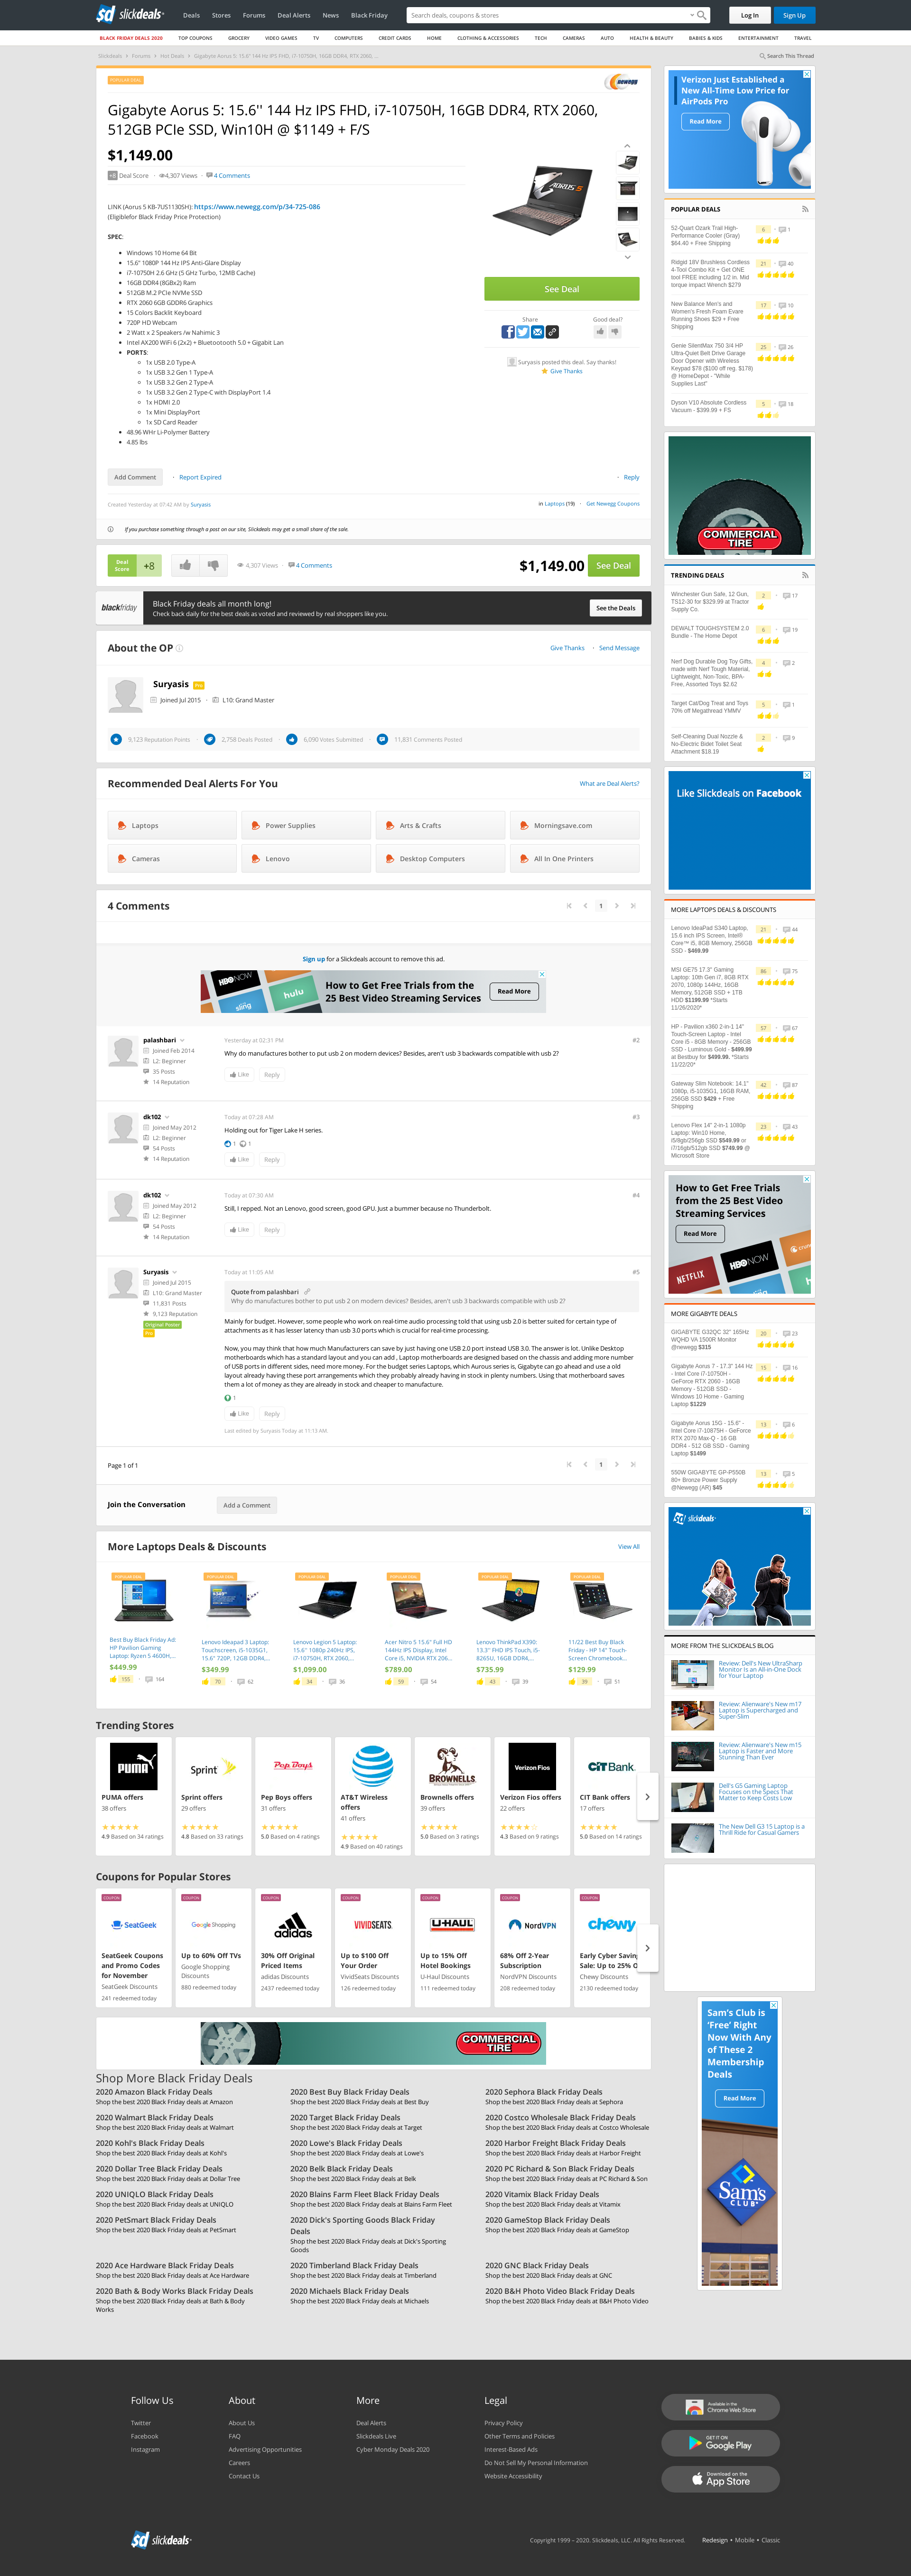 slickdeals
Deals Stores Forums Deal Alerts News Black Friday
Search deals, coupons & stores
Log In Sign Up
BLACK FRIDAY DEALS 2020 TOP COUPONS GROCERY VIDEO GAMES TV COMPUTERS CREDIT CARDS HOME CLOTHING & ACCESSORIES TECH CAMERAS AUTO HEALTH & BEAUTY BABIES & KIDS ENTERTAINMENT TRAVEL
Slickdeals Forums Hot Deals Gigabyte Aorus 5: 15.6" 144 Hz IPS FHD, i7-10750H, 16GB DDR4, RTX 2060, ...
Search This Thread
POPULAR DEAL
newegg
Gigabyte Aorus 5: 15.6'' 144 Hz IPS FHD, i7-10750H, 16GB DDR4, RTX 2060,
512GB PCIe SSD, Win10H @ $1149 + F/S
$1,149.00
+8 Deal Score 4,307 Views 4 Comments
LINK (Aorus 5 KB-7US1130SH): https://www.newegg.com/p/34-725-086
(Eligiblefor Black Friday Price Protection)
SPEC:
Windows 10 Home 64 Bit
15.6" 1080P 144 Hz IPS Anti-Glare Display
i7-10750H 2.6 GHz (5 GHz Turbo, 12MB Cache)
16GB DDR4 (8GBx2) Ram
512GB M.2 PCIe NVMe SSD
RTX 2060 6GB GDDR6 Graphics
15 Colors Backlit Keyboard
720P HD Webcam
2 Watt x 2 Speakers /w Nahimic 3
Intel AX200 WiFi 6 (2x2) + Bluetootooth 5.0 + Gigabit Lan
PORTS:
1x USB 2.0 Type-A
1x USB 3.2 Gen 1 Type-A
1x USB 3.2 Gen 2 Type-A
1x USB 3.2 Gen 2 Type-C with DisplayPort 1.4
1x HDMI 2.0
1x Mini DisplayPort
1x SD Card Reader
48.96 WHr Li-Polymer Battery
4.85 lbs
See Deal
Share Good deal?
Suryasis posted this deal. Say thanks!
Give Thanks
Add Comment Report Expired Reply
Created Yesterday at 07:42 AM by Suryasis
in Laptops (19) Get Newegg Coupons
If you purchase something through a post on our site, Slickdeals may get a small share of the sale.
Deal Score +8 4,307 Views 4 Comments $1,149.00 See Deal
blackfriday
Black Friday deals all month long!
Check back daily for the best deals as voted and reviewed by real shoppers like you.
See the Deals
About the OP
Give Thanks Send Message
Suryasis Pro
Joined Jul 2015 L10: Grand Master
9,123 Reputation Points 2,758 Deals Posted 6,090 Votes Submitted 11,831 Comments Posted
Recommended Deal Alerts For You
What are Deal Alerts?
Laptops Power Supplies Arts & Crafts Morningsave.com
Cameras Lenovo Desktop Computers All In One Printers
4 Comments
1
Sign up for a Slickdeals account to remove this ad.
HBO NOW sling hulu
How to Get Free Trials from the
25 Best Video Streaming Services
Read More
palashbari
Joined Feb 2014
L2: Beginner
35 Posts
14 Reputation
Yesterday at 02:31 PM #2
Why do manufactures bother to put usb 2 on modern devices? Besides, aren't usb 3 backwards compatible with usb 2?
Like Reply
dk102
Joined May 2012
L2: Beginner
54 Posts
14 Reputation
Today at 07:28 AM #3
Holding out for Tiger Lake H series.
1 1
Like Reply
dk102
Joined May 2012
L2: Beginner
54 Posts
14 Reputation
Today at 07:30 AM #4
Still, I repped. Not an Lenovo, good screen, good GPU. Just a bummer because no Thunderbolt.
Like Reply
Suryasis
Joined Jul 2015
L10: Grand Master
11,831 Posts
9,123 Reputation
Original Poster
Pro
Today at 11:05 AM #5
Quote from palashbari
Why do manufactures bother to put usb 2 on modern devices? Besides, aren't usb 3 backwards compatible with usb 2?
Mainly for budget. However, some people who work on real-time audio processing told that using usb 2.0 is better suited for certain type of
attachments as it has lesser latency than usb 3.0 ports which is crucial for real-time processing.
Now, you may think that how much Manufacturers can save by just having one USB 2.0 port instead USB 3.0. The answer is lot. Unlike Desktop
motherboards which has a standard layout and you can add , Laptop motherboards are designed based on the chassis and adding more number
of USB ports in different sides, need more money. For the budget series Laptops, which Aurous series is, Gigabyte can go ahead and use a old
layout already having these port arrangements which they probably already having in stock in plenty numbers. Using that motherboard saves
them a lot of money as they are already in stock and cheaper to manufacture.
1
Like Reply
Last edited by Suryasis Today at 11:13 AM.
Page 1 of 1
1
Join the Conversation
Add a Comment
More Laptops Deals & Discounts
View All
Best Buy Black Friday Ad:
HP Pavilion Gaming
Laptop: Ryzen 5 4600H,...
$449.99
155 164
Lenovo Ideapad 3 Laptop:
Touchscreen, i5-1035G1,
15.6" 720P, 12GB DDR4,...
$349.99
70 62
Lenovo Legion 5 Laptop:
15.6" 1080p 240Hz IPS,
i7-10750H, RTX 2060,...
$1,099.00
34 36
Acer Nitro 5 15.6" Full HD
144Hz IPS Display, Intel
Core i5, NVIDIA RTX 206...
$789.00
59 54
Lenovo ThinkPad X390:
13.3" FHD IPS Touch, i5-
8265U, 16GB DDR4,...
$735.99
43 39
11/22 Best Buy Black
Friday - HP 14" Touch-
Screen Chromebook...
$129.99
39 51
Trending Stores
PUMA offers
38 offers
4.9 Based on 34 ratings
Sprint offers
29 offers
4.8 Based on 33 ratings
Pep Boys offers
31 offers
5.0 Based on 4 ratings
AT&T Wireless
offers
41 offers
4.9 Based on 40 ratings
Brownells offers
39 offers
5.0 Based on 3 ratings
Verizon Fios offers
22 offers
4.3 Based on 9 ratings
CIT Bank offers
17 offers
5.0 Based on 14 ratings
Coupons for Popular Stores
SeatGeek Coupons
and Promo Codes
for November
SeatGeek Discounts
241 redeemed today
Up to 60% Off TVs
Google Shopping
Discounts
880 redeemed today
30% Off Original
Priced Items
adidas Discounts
2437 redeemed today
Up to $100 Off
Your Order
VividSeats Discounts
126 redeemed today
Up to 15% Off
Hotel Bookings
U-Haul Discounts
111 redeemed today
68% Off 2-Year
Subscription
NordVPN Discounts
208 redeemed today
Early Cyber Saving
Sale: Up to 25% O
Chewy Discounts
2130 redeemed today
COMMERCIAL TIRE
Shop More Black Friday Deals
2020 Amazon Black Friday Deals
Shop the best 2020 Black Friday deals at Amazon
2020 Best Buy Black Friday Deals
Shop the best 2020 Black Friday deals at Best Buy
2020 Sephora Black Friday Deals
Shop the best 2020 Black Friday deals at Sephora
2020 Walmart Black Friday Deals
Shop the best 2020 Black Friday deals at Walmart
2020 Target Black Friday Deals
Shop the best 2020 Black Friday deals at Target
2020 Costco Wholesale Black Friday Deals
Shop the best 2020 Black Friday deals at Costco Wholesale
2020 Kohl's Black Friday Deals
Shop the best 2020 Black Friday deals at Kohl's
2020 Lowe's Black Friday Deals
Shop the best 2020 Black Friday deals at Lowe's
2020 Harbor Freight Black Friday Deals
Shop the best 2020 Black Friday deals at Harbor Freight
2020 Dollar Tree Black Friday Deals
Shop the best 2020 Black Friday deals at Dollar Tree
2020 Belk Black Friday Deals
Shop the best 2020 Black Friday deals at Belk
2020 PC Richard & Son Black Friday Deals
Shop the best 2020 Black Friday deals at PC Richard & Son
2020 UNIQLO Black Friday Deals
Shop the best 2020 Black Friday deals at UNIQLO
2020 Blains Farm Fleet Black Friday Deals
Shop the best 2020 Black Friday deals at Blains Farm Fleet
2020 Vitamix Black Friday Deals
Shop the best 2020 Black Friday deals at Vitamix
2020 PetSmart Black Friday Deals
Shop the best 2020 Black Friday deals at PetSmart
2020 Dick's Sporting Goods Black Friday
Deals
Shop the best 2020 Black Friday deals at Dick's Sporting
Goods
2020 GameStop Black Friday Deals
Shop the best 2020 Black Friday deals at GameStop
2020 Ace Hardware Black Friday Deals
Shop the best 2020 Black Friday deals at Ace Hardware
2020 Timberland Black Friday Deals
Shop the best 2020 Black Friday deals at Timberland
2020 GNC Black Friday Deals
Shop the best 2020 Black Friday deals at GNC
2020 Bath & Body Works Black Friday Deals
Shop the best 2020 Black Friday deals at Bath & Body
Works
2020 Michaels Black Friday Deals
Shop the best 2020 Black Friday deals at Michaels
2020 B&H Photo Video Black Friday Deals
Shop the best 2020 Black Friday deals at B&H Photo Video
Verizon Just Established a
New All-Time Low Price for
AirPods Pro
Read More
POPULAR DEALS
52-Quart Ozark Trail High-
Performance Cooler (Gray)
$64.40 + Free Shipping
6 1
Ridgid 18V Brushless Cordless
4-Tool Combo Kit + Get ONE
tool FREE including 1/2 in. Mid
torque impact Wrench $279
21 40
New Balance Men's and
Women's Fresh Foam Evare
Running Shoes $29 + Free
Shipping
17 10
Genie SilentMax 750 3/4 HP
Ultra-Quiet Belt Drive Garage
Door Opener with Wireless
Keypad $78 ($100 off reg. $178)
@ HomeDepot - "While
Supplies Last"
25 26
Dyson V10 Absolute Cordless
Vacuum - $399.99 + FS
5 18
COMMERCIAL TIRE
TRENDING DEALS
Winchester Gun Safe, 12 Gun,
TS12-30 for $329.99 at Tractor
Supply Co.
2 17
DEWALT TOUGHSYSTEM 2.0
Bundle - The Home Depot
6 19
Nerf Dog Durable Dog Toy Gifts,
made with Nerf Tough Material,
Lightweight, Non-Toxic, BPA-
Free, Assorted Toys $2.62
4 2
Target Cat/Dog Treat and Toys
70% off Megathread YMMV
5 1
Self-Cleaning Dual Nozzle &
No-Electric Bidet Toilet Seat
Attachment $18.19
2 9
Like Slickdeals on Facebook
MORE LAPTOPS DEALS & DISCOUNTS
Lenovo IdeaPad S340 Laptop,
15.6 inch IPS Screen, Intel®
Core™ i5, 8GB Memory, 256GB
SSD - $469.99
21 44
MSI GE75 17.3" Gaming
Laptop: 10th Gen i7, 8GB RTX
2070, 1080p 144Hz, 16GB
Memory, 512GB SSD + 1TB
HDD $1199.99 *Starts
11/26/2020*
86 75
HP - Pavilion x360 2-in-1 14"
Touch-Screen Laptop - Intel
Core i5 - 8GB Memory - 256GB
SSD - Luminous Gold - $499.99
at Bestbuy for $499.99. *Starts
11/22/20*
57 67
Gateway Slim Notebook: 14.1"
1080p, i5-1035G1, 16GB RAM,
256GB SSD $429 + Free
Shipping
42 87
Lenovo Flex 14" 2-in-1 1080p
Laptop: Win10 Home,
i5/8gb/256gb SSD $549.99 or
i7/16gb/512gb SSD $749.99 @
Microsoft Store
23 43
How to Get Free Trials
from the 25 Best Video
Streaming Services
Read More
NETFLIX HBO NOW
MORE GIGABYTE DEALS
GIGABYTE G32QC 32" 165Hz
WQHD VA 1500R Monitor
@newegg $315
20 23
Gigabyte Aorus 7 - 17.3" 144 Hz
- Intel Core i7-10750H -
GeForce RTX 2060 - 16GB
Memory - 512GB SSD -
Windows 10 Home - Gaming
Laptop $1229
15 16
Gigabyte Aorus 15G - 15.6" -
Intel Core i7-10875H - GeForce
RTX 2070 Max-Q - 16 GB
DDR4 - 512 GB SSD - Gaming
Laptop $1499
13 6
550W GIGABYTE GP-P550B
80+ Bronze Power Supply
@Newegg (AR) $45
13 5
slickdeals
MORE FROM THE SLICKDEALS BLOG
Review: Dell's New UltraSharp
Monitor Is an All-in-One Dock
for Your Laptop
Review: Alienware's New m17
Laptop is Supercharged and
Super-Slim
Review: Alienware's New m15
Laptop is Faster and More
Stunning Than Ever
Dell's G5 Gaming Laptop
Focuses on the Specs That
Matter to Keep Costs Low
The New Dell G3 15 Laptop is a
Thrill Ride for Casual Gamers
Sam's Club is
'Free' Right
Now With Any
of These 2
Membership
Deals
Read More
Sam's CLUB
Follow Us About More Legal
Twitter
Facebook
Instagram
About Us
FAQ
Advertising Opportunities
Careers
Contact Us
Deal Alerts
Slickdeals Live
Cyber Monday Deals 2020
Privacy Policy
Other Terms and Policies
Interest-Based Ads
Do Not Sell My Personal Information
Website Accessibility
Available in the Chrome Web Store
GET IT ON Google Play
Download on the App Store
slickdeals
Copyright 1999 – 2020. Slickdeals, LLC. All Rights Reserved. Redesign • Mobile • Classic